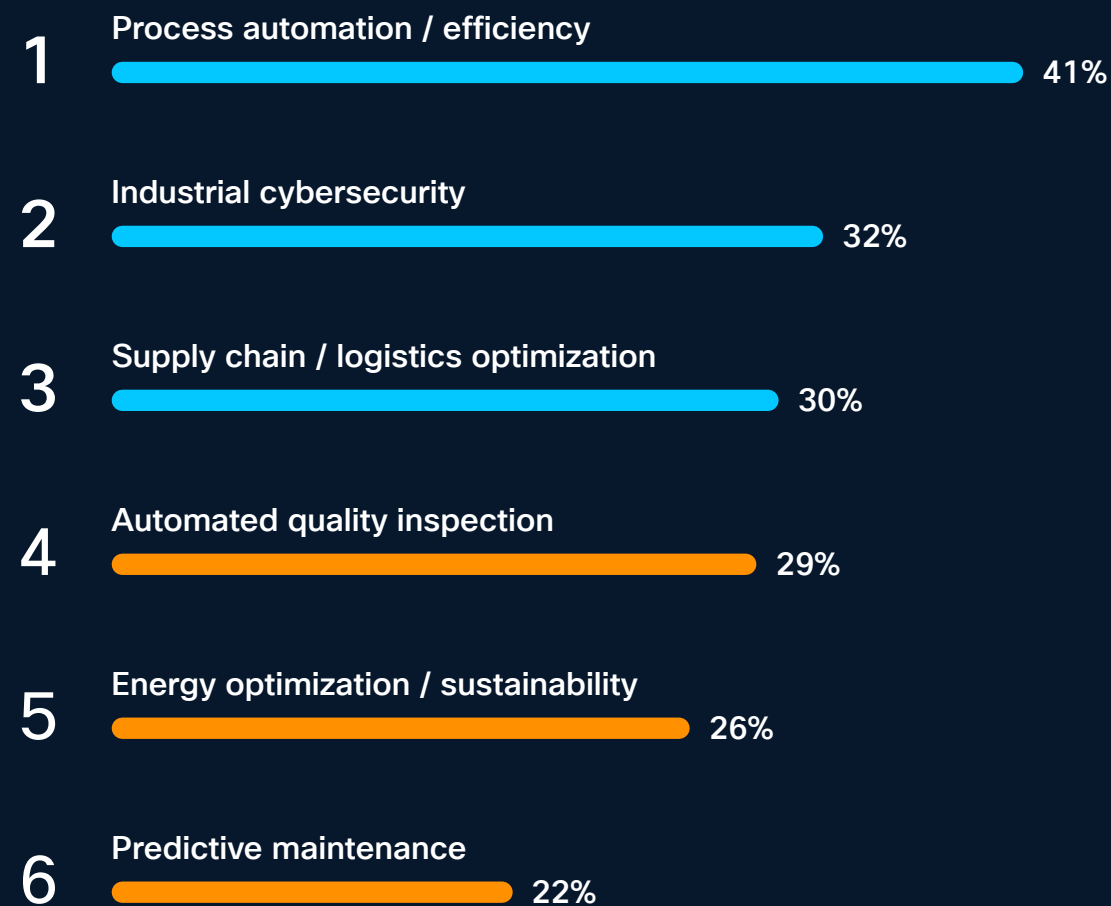 Process automation / efficiency
1
41%
Industrial cybersecurity
2
32%
Supply chain / logistics optimization
3
30%
Automated quality inspection
4
29%
Energy optimization / sustainability
5
26%
Predictive maintenance
6
22%